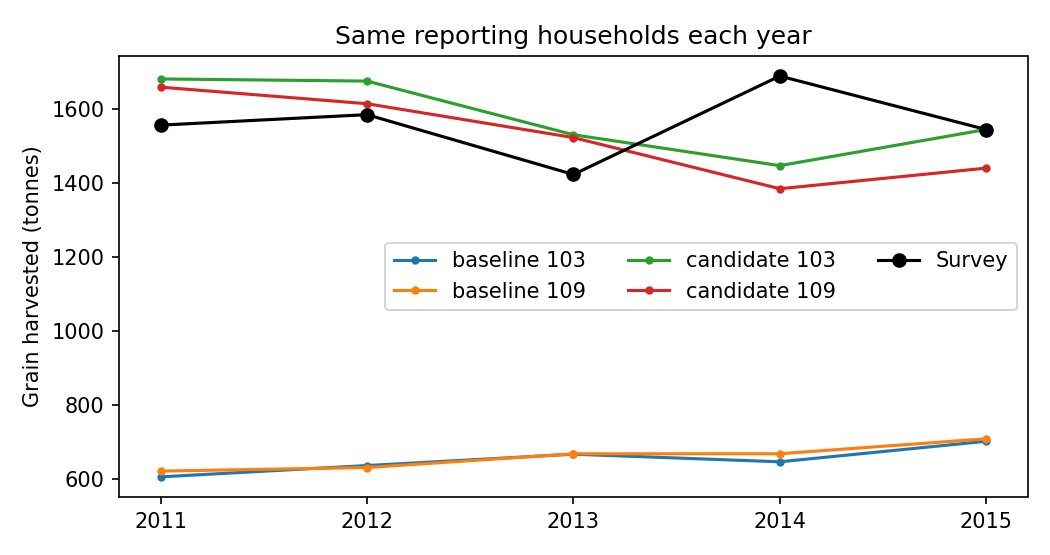 Same reporting households each year
Grain harvested (tonnes)
1600
1400
1200
1000
800
600
baseline 103 candidate 103 Survey
baseline 109 candidate 109
2011 2012 2013 2014 2015